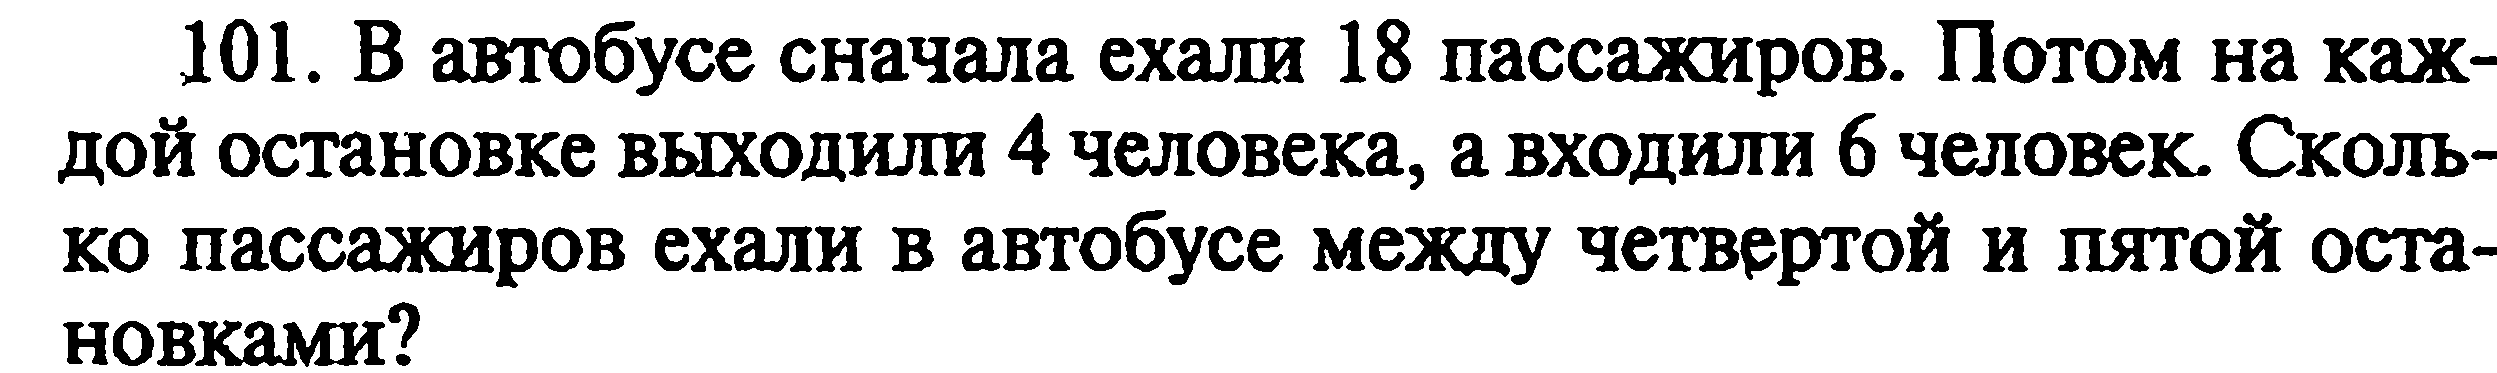 101. В автобусе сначала ехали 18 пассажиров. Потом на каж-
дой остановке выходили 4 человека, а входили 6 человек. Сколь-
ко пассажиров ехали в автобусе между четвертой и пятой оста-
новками?